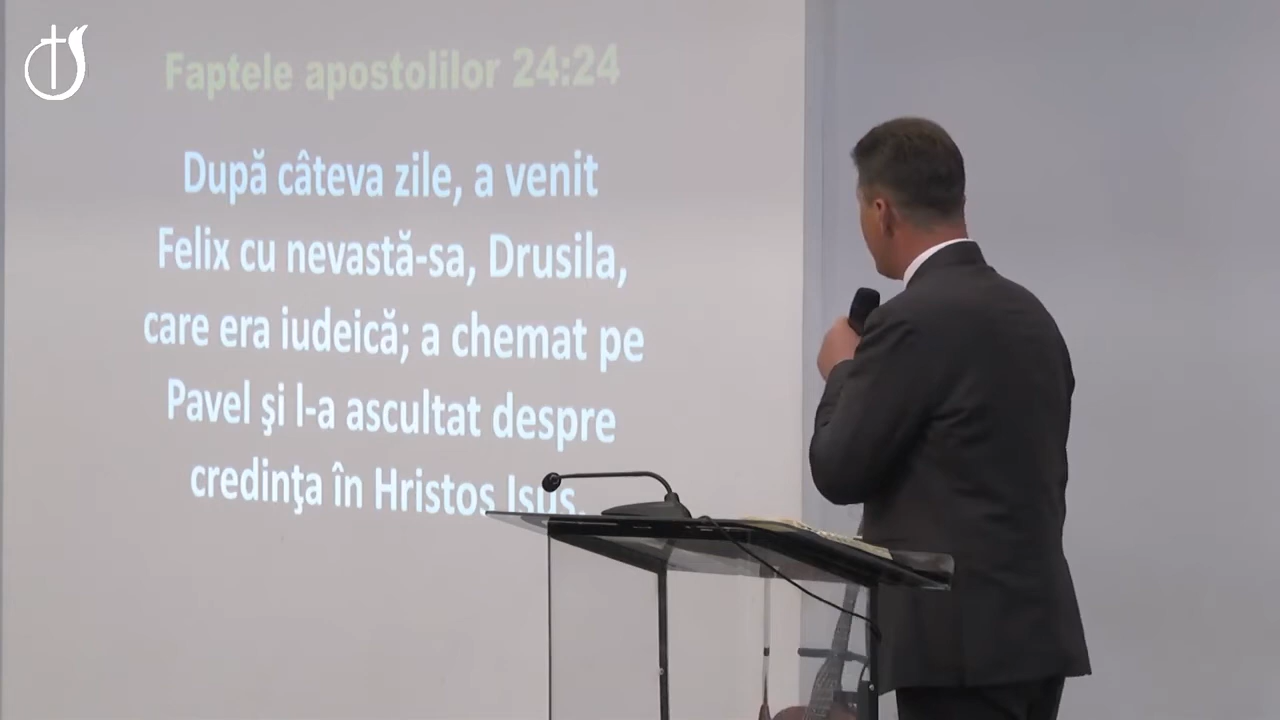 Faptele apostolilor 24:24
După câteva zile, a venit
Felix cu nevastă-sa, Drusila,
care era iudeică; a chemat pe
Pavel şi l-a ascultat despre
credinţa în Hristos Isus.